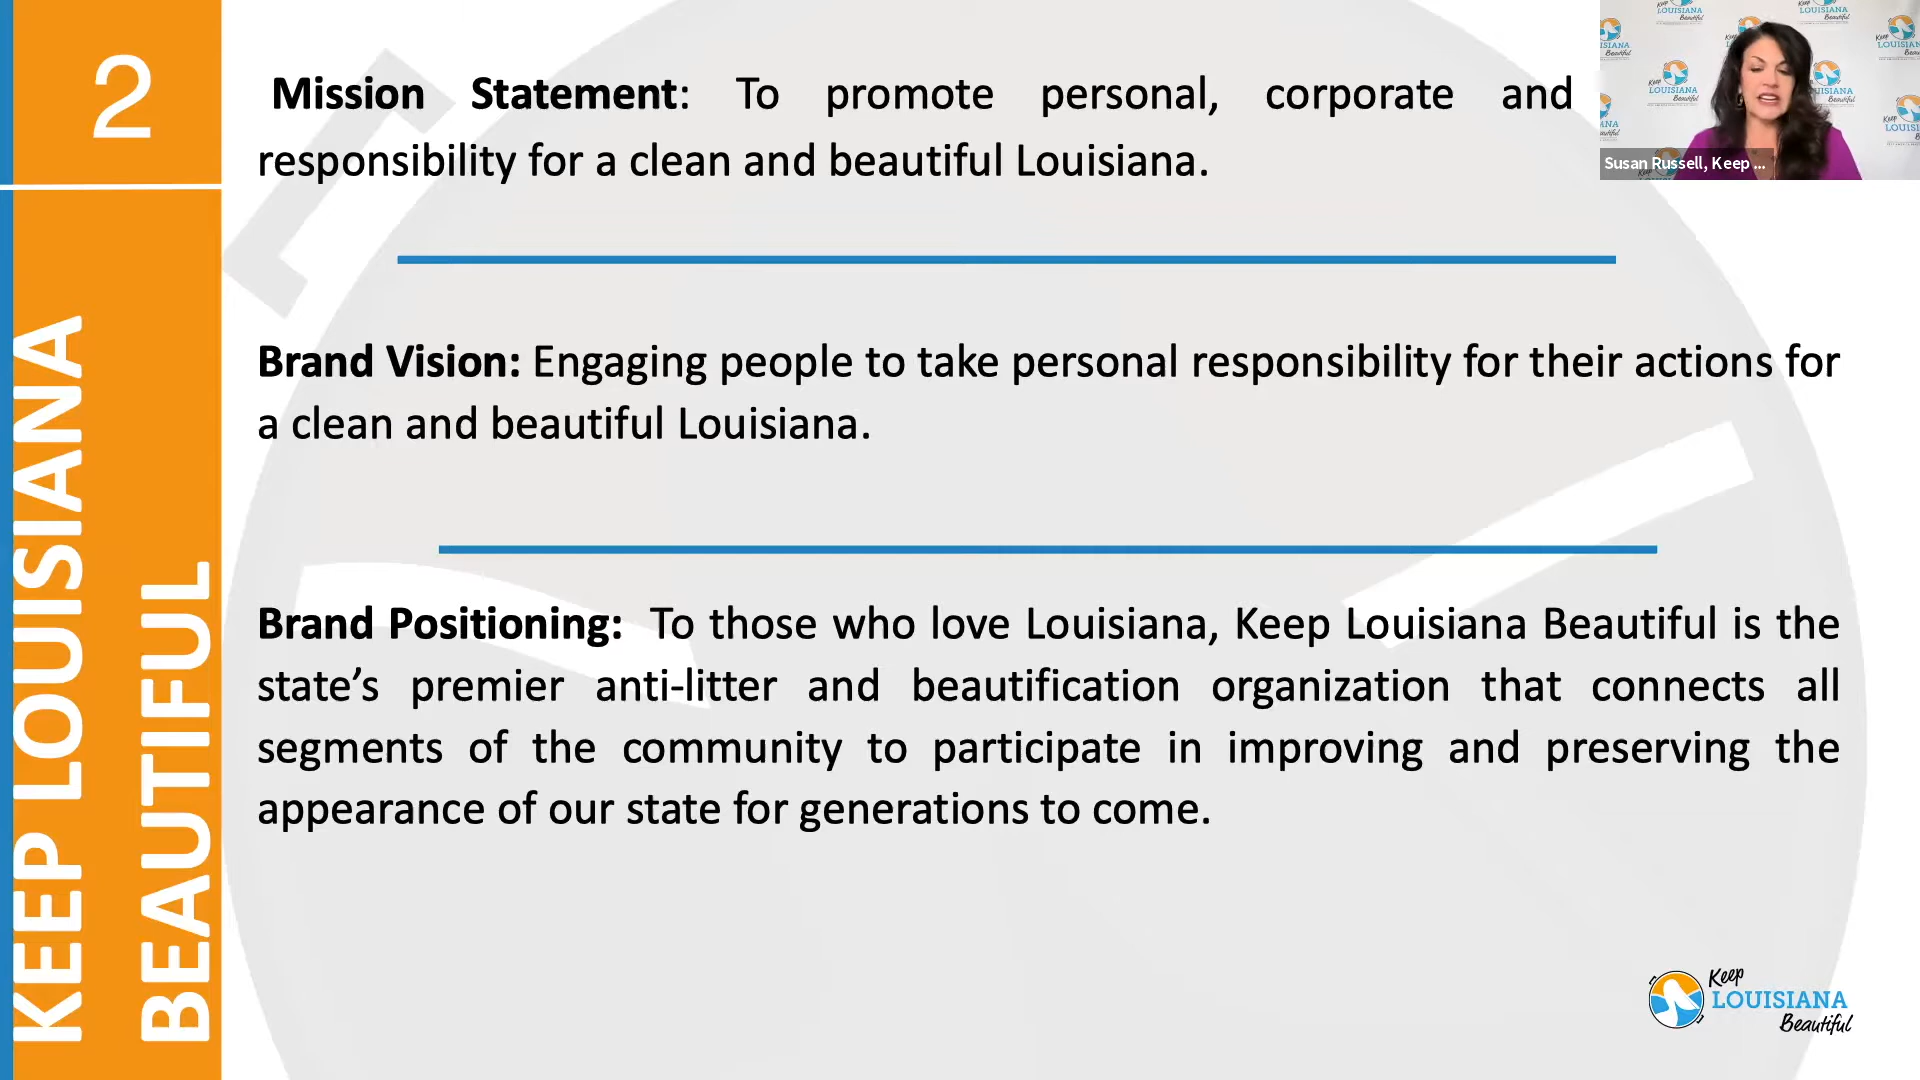 2
KEEP LOUISIANA
BEAUTIFUL
Mission Statement: To promote personal, corporate and
responsibility for a clean and beautiful Louisiana.
Brand Vision: Engaging people to take personal responsibility for their actions for
a clean and beautiful Louisiana.
Brand Positioning: To those who love Louisiana, Keep Louisiana Beautiful is the
state’s premier anti-litter and beautification organization that connects all
segments of the community to participate in improving and preserving the
appearance of our state for generations to come.
Susan Russell, Keep ...
Keep
LOUISIANA
Beautiful